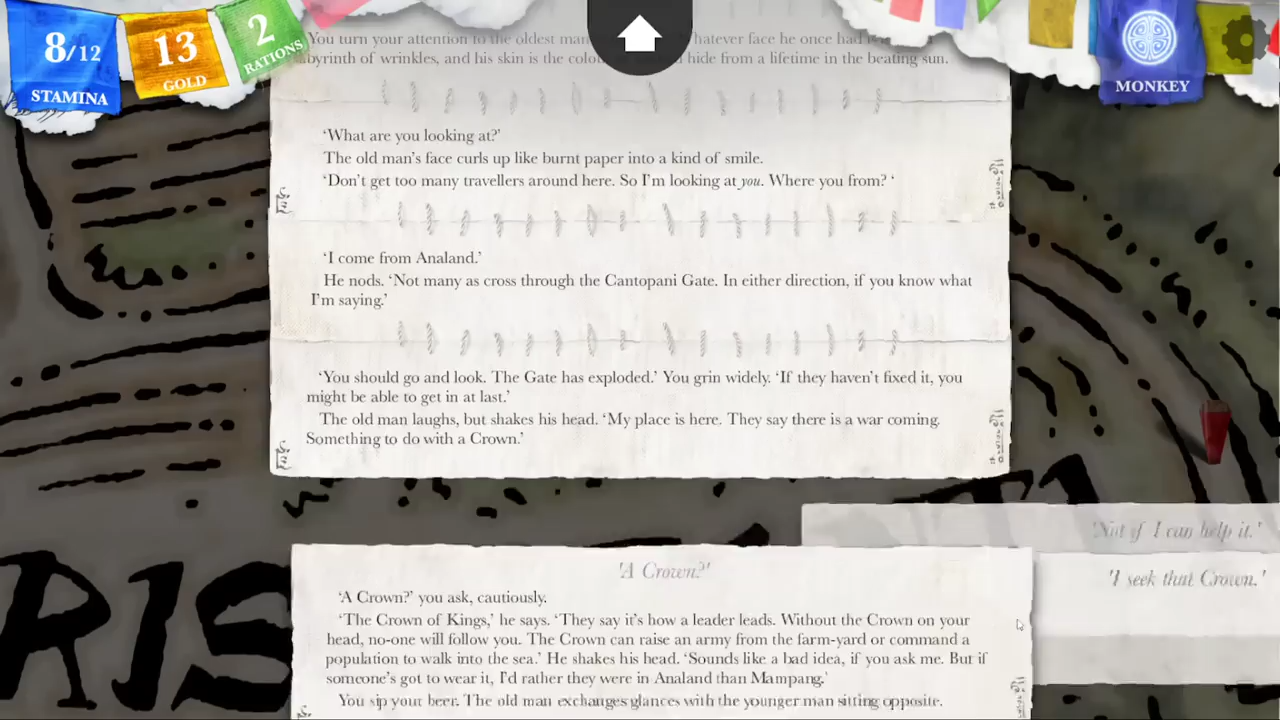 8/12
STAMINA
13
GOLD
2
RATIONS
MONKEY
You turn your attention to the oldest man hatever face he once had
abyrinth of wrinkles, and his skin is the colou hide from a lifetime in the beating sun.
‘What are you looking at?’
The old man’s face curls up like burnt paper into a kind of smile.
‘Don’t get too many travellers around here. So I’m looking at you. Where you from? ‘
‘I come from Analand.’
He nods. ‘Not many as cross through the Cantopani Gate. In either direction, if you know what
I’m saying.’
‘You should go and look. The Gate has exploded.’ You grin widely. ‘If they haven’t fixed it, you
might be able to get in at last.’
The old man laughs, but shakes his head. ‘My place is here. They say there is a war coming.
Something to do with a Crown.’
'Not if I can help it.'
'I seek that Crown.'
'A Crown?'
‘A Crown?’ you ask, cautiously.
‘The Crown of Kings,’ he says. ‘They say it’s how a leader leads. Without the Crown on your
head, no-one will follow you. The Crown can raise an army from the farm-yard or command a
population to walk into the sea.’ He shakes his head. ‘Sounds like a bad idea, if you ask me. But if
someone’s got to wear it, I’d rather they were in Analand than Mampang.’
You sip your beer. The old man exchanges glances with the younger man sitting opposite.
RIS